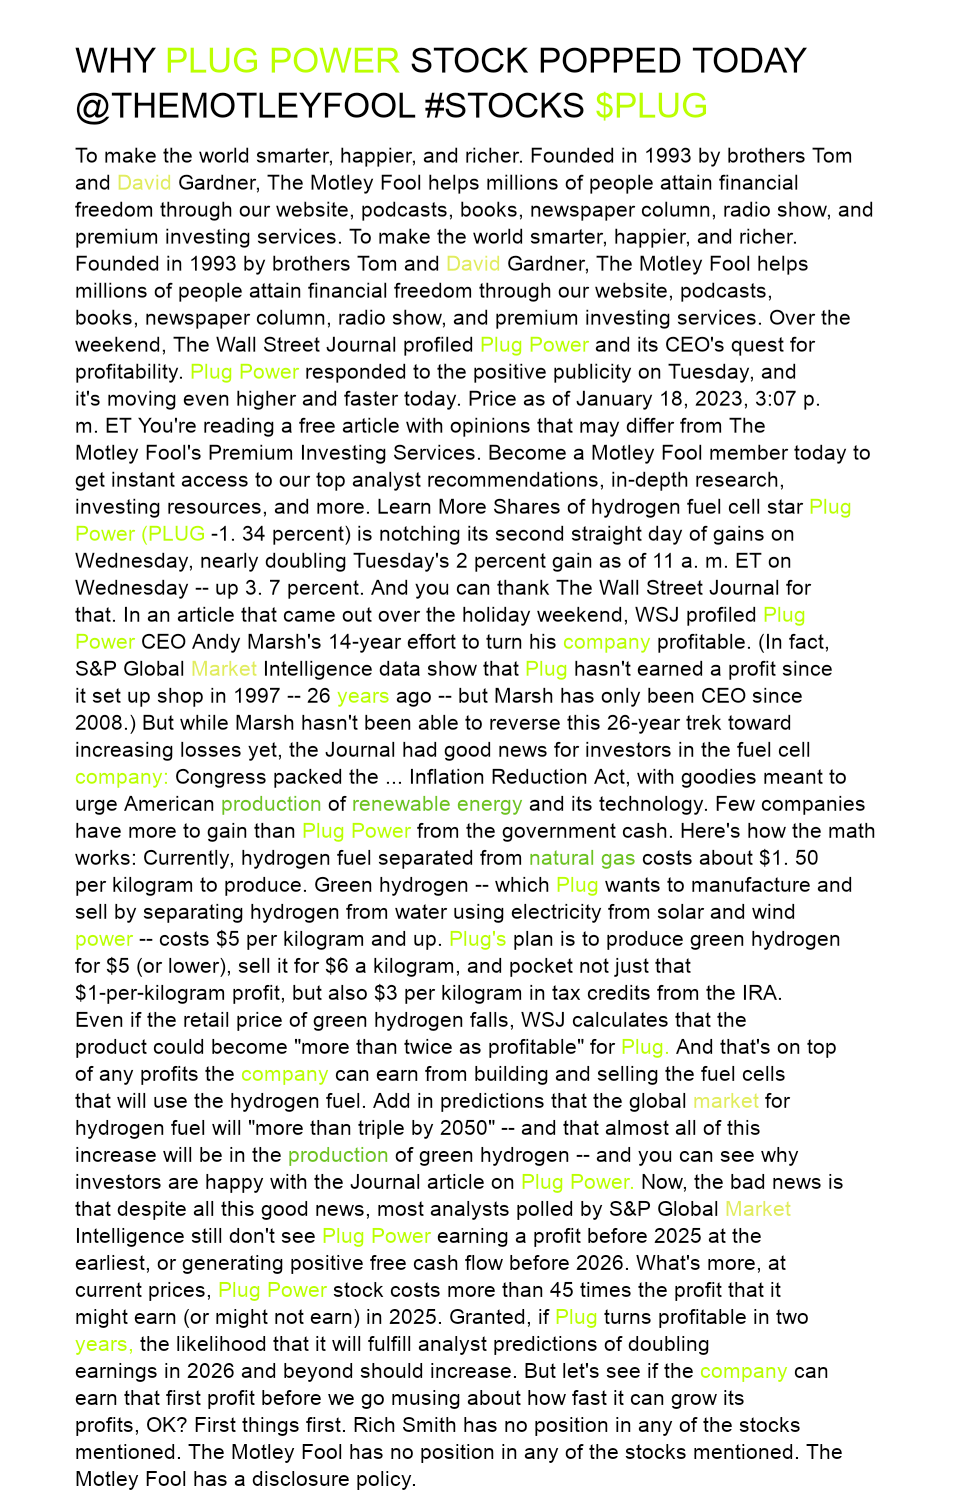 WHY PLUG POWER STOCK POPPED TODAY
@THEMOTLEYFOOL #STOCKS $PLUG
To make the world smarter, happier, and richer. Founded in 1993 by brothers Tom
and David Gardner, The Motley Fool helps millions of people attain financial
freedom through our website, podcasts, books, newspaper column, radio show, and
premium investing services. To make the world smarter, happier, and richer.
Founded in 1993 by brothers Tom and David Gardner, The Motley Fool helps
millions of people attain financial freedom through our website, podcasts,
books, newspaper column, radio show, and premium investing services. Over the
weekend, The Wall Street Journal profiled Plug Power and its CEO's quest for
profitability. Plug Power responded to the positive publicity on Tuesday, and
it's moving even higher and faster today. Price as of January 18, 2023, 3:07 p.
m. ET You're reading a free article with opinions that may differ from The
Motley Fool's Premium Investing Services. Become a Motley Fool member today to
get instant access to our top analyst recommendations, in-depth research,
investing resources, and more. Learn More Shares of hydrogen fuel cell star Plug
Power (PLUG -1. 34 percent) is notching its second straight day of gains on
Wednesday, nearly doubling Tuesday's 2 percent gain as of 11 a. m. ET on
Wednesday -- up 3. 7 percent. And you can thank The Wall Street Journal for
that. In an article that came out over the holiday weekend, WSJ profiled Plug
Power CEO Andy Marsh's 14-year effort to turn his company profitable. (In fact,
S&P Global Market Intelligence data show that Plug hasn't earned a profit since
it set up shop in 1997 -- 26 years ago -- but Marsh has only been CEO since
2008.) But while Marsh hasn't been able to reverse this 26-year trek toward
increasing losses yet, the Journal had good news for investors in the fuel cell
company: Congress packed the ... Inflation Reduction Act, with goodies meant to
urge American production of renewable energy and its technology. Few companies
have more to gain than Plug Power from the government cash. Here's how the math
works: Currently, hydrogen fuel separated from natural gas costs about $1. 50
per kilogram to produce. Green hydrogen -- which Plug wants to manufacture and
sell by separating hydrogen from water using electricity from solar and wind
power -- costs $5 per kilogram and up. Plug's plan is to produce green hydrogen
for $5 (or lower), sell it for $6 a kilogram, and pocket not just that
$1-per-kilogram profit, but also $3 per kilogram in tax credits from the IRA.
Even if the retail price of green hydrogen falls, WSJ calculates that the
product could become "more than twice as profitable" for Plug. And that's on top
of any profits the company can earn from building and selling the fuel cells
that will use the hydrogen fuel. Add in predictions that the global market for
hydrogen fuel will "more than triple by 2050" -- and that almost all of this
increase will be in the production of green hydrogen -- and you can see why
investors are happy with the Journal article on Plug Power. Now, the bad news is
that despite all this good news, most analysts polled by S&P Global Market
Intelligence still don't see Plug Power earning a profit before 2025 at the
earliest, or generating positive free cash flow before 2026. What's more, at
current prices, Plug Power stock costs more than 45 times the profit that it
might earn (or might not earn) in 2025. Granted, if Plug turns profitable in two
years, the likelihood that it will fulfill analyst predictions of doubling
earnings in 2026 and beyond should increase. But let's see if the company can
earn that first profit before we go musing about how fast it can grow its
profits, OK? First things first. Rich Smith has no position in any of the stocks
mentioned. The Motley Fool has no position in any of the stocks mentioned. The
Motley Fool has a disclosure policy.